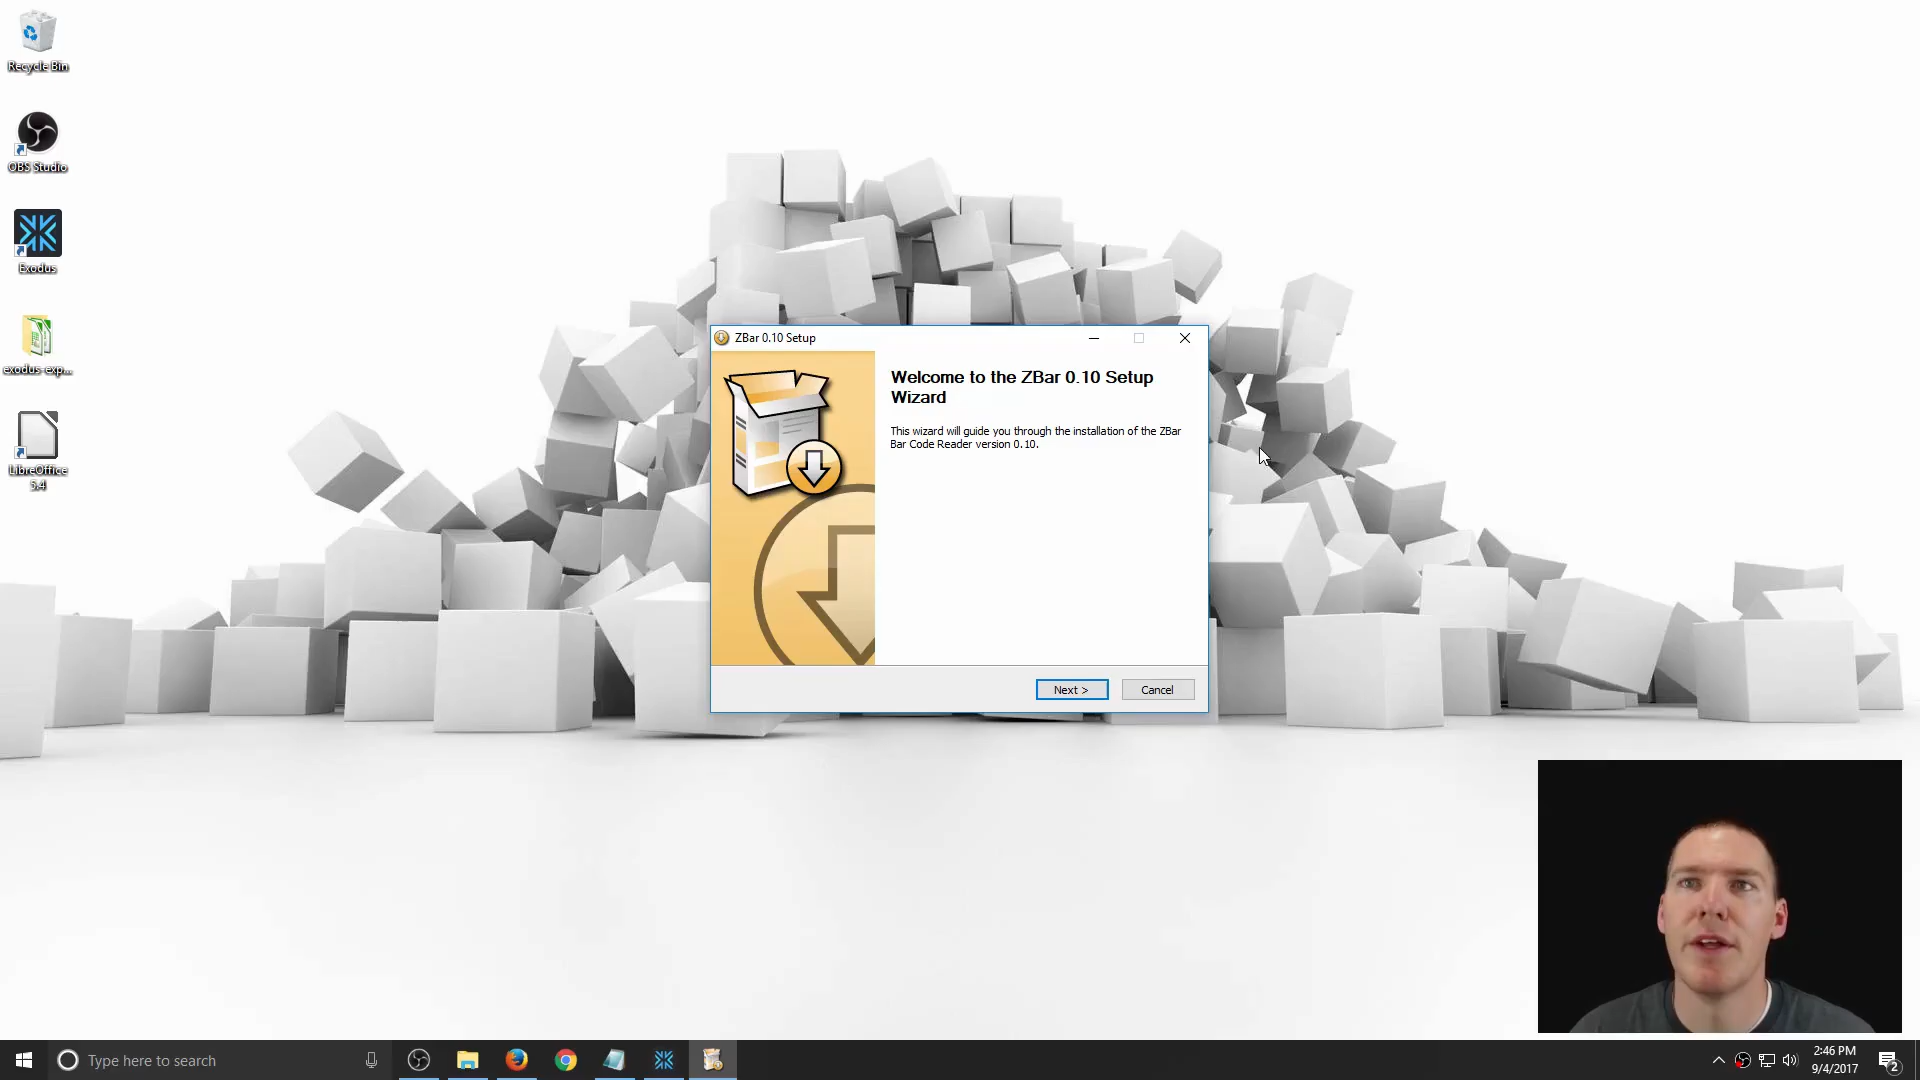 Recycle Bin
OBS Studio
Exodus
exodus-exp...
LibreOffice
5.4
ZBar 0.10 Setup
Welcome to the ZBar 0.10 Setup
Wizard
This wizard will guide you through the installation of the ZBar
Bar Code Reader version 0.10.
Next >
Cancel
Type here to search
2:46 PM
9/4/2017
2